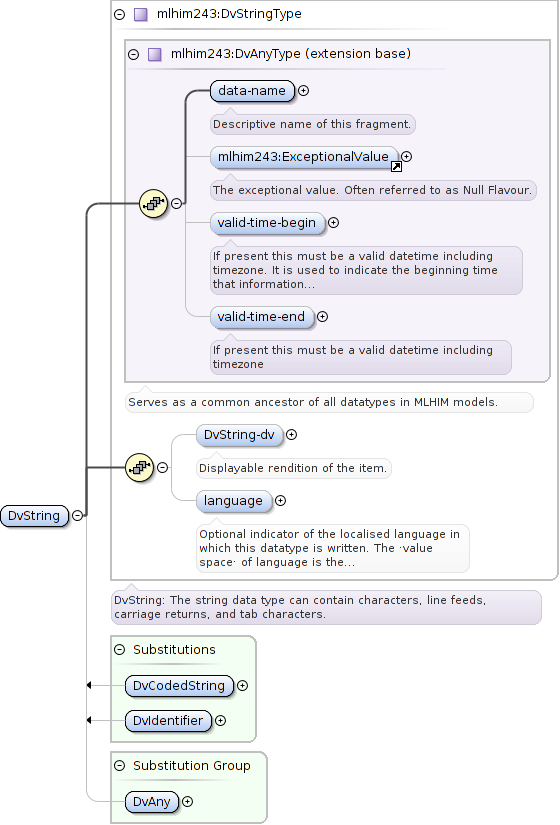 mlhim243:DvStringType
mlhim243:DvAnyType (extension base)
data-name
Descriptive name of this fragment.
mlhim243:ExceptionalValue
The exceptional value. Often referred to as Null Flavour.
valid-time-begin
If present this must be a valid datetime including
timezone. It is used to indicate the beginning time
that information...
valid-time-end
If present this must be a valid datetime including
timezone
Serves as a common ancestor of all datatypes in MLHIM models.
DvString-dv
Displayable rendition of the item.
language
Optional indicator of the localised language in
which this datatype is written. The ·value
space· of language is the...
DvString
DvString: The string data type can contain characters, line feeds,
carriage returns, and tab characters.
Substitutions
DvCodedString
DvIdentifier
Substitution Group
DvAny